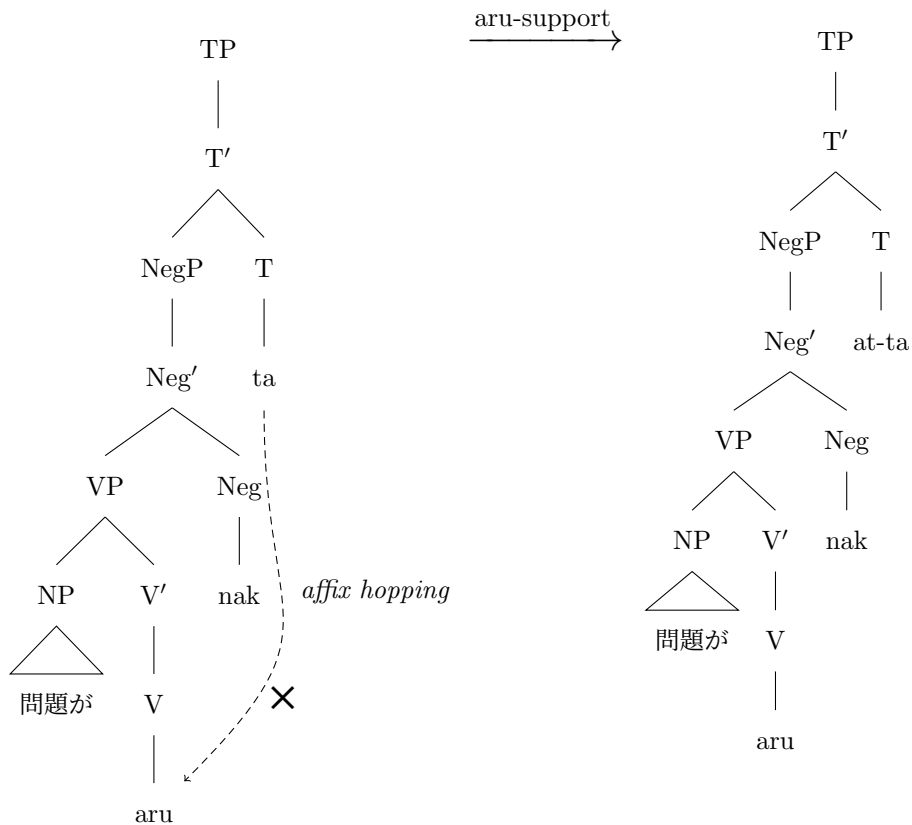 aru-support
TP
T′
NegP T
Neg′ ta
VP Neg
NP V′ nak
affix hopping
問題が V
aru
TP
T′
NegP T
Neg′ at-ta
VP Neg
NP V′ nak
問題が V
aru